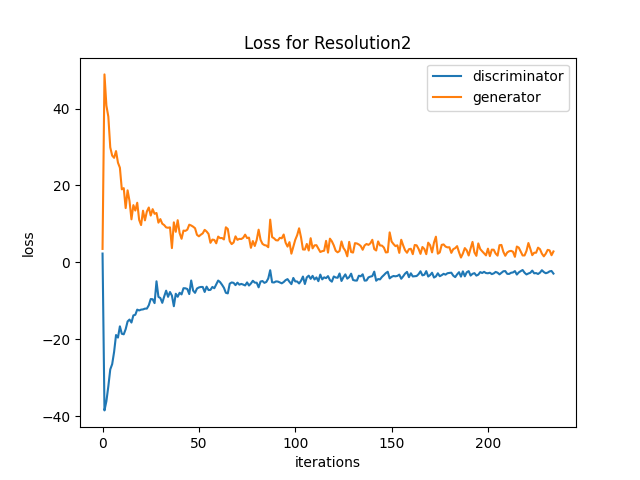 Loss for Resolution2
discriminator
generator
40
20
0
−20
−40
loss
0
50
100
150
200
iterations